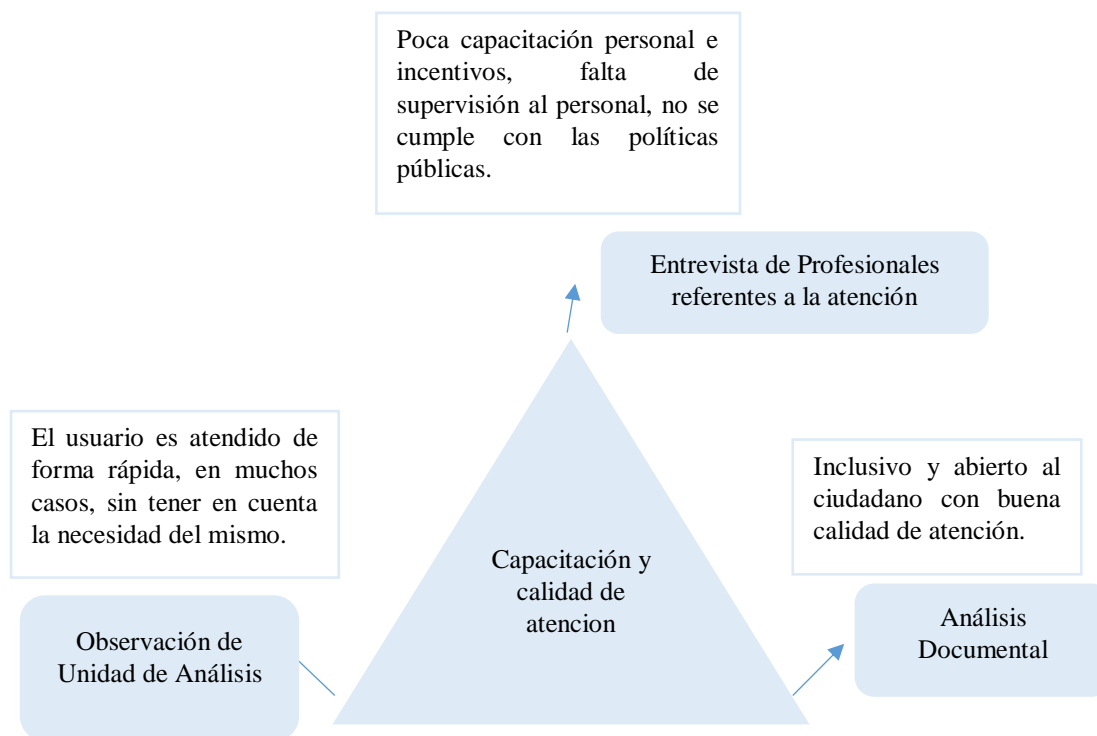 Poca capacitación personal e
incentivos, falta de
supervisión al personal, no se
cumple con las políticas
públicas.
Entrevista de Profesionales
referentes a la atención
El usuario es atendido de
forma rápida, en muchos
casos, sin tener en cuenta
la necesidad del mismo.
Inclusivo y abierto al
ciudadano con buena
calidad de atención.
Capacitación y
calidad de
atencion
Observación de
Unidad de Análisis
Análisis
Documental